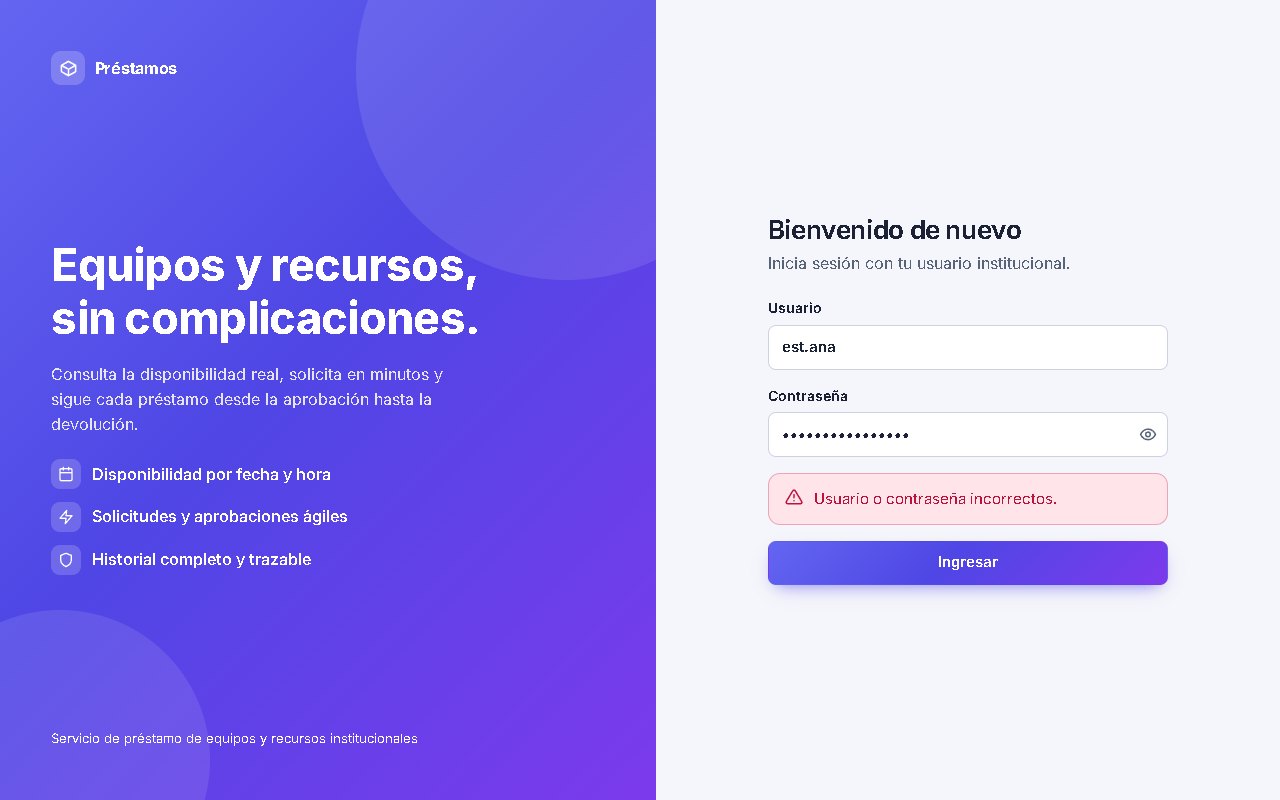 Préstamos
Equipos y recursos,
sin complicaciones.
Consulta la disponibilidad real, solicita en minutos y
sigue cada préstamo desde la aprobación hasta la
devolución.
Disponibilidad por fecha y hora
Solicitudes y aprobaciones ágiles
Historial completo y trazable
Servicio de préstamo de equipos y recursos institucionales
Bienvenido de nuevo
Inicia sesión con tu usuario institucional.
Usuario
est.ana
Contraseña
••••••••••••••••
Usuario o contraseña incorrectos.
Ingresar